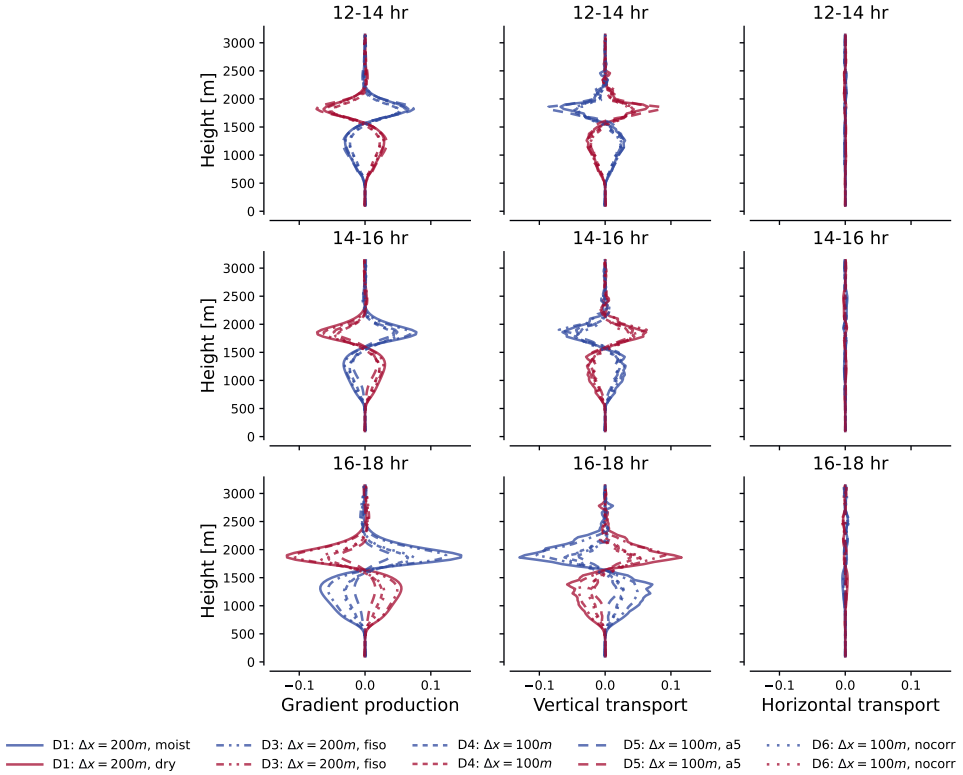 12-14 hr 12-14 hr 12-14 hr
3000
2500
2000
1500
1000
500
0
Height [m]
14-16 hr 14-16 hr 14-16 hr
3000
2500
2000
1500
1000
500
0
Height [m]
16-18 hr 16-18 hr 16-18 hr
3000
2500
2000
1500
1000
500
0
Height [m]
−0.1 0.0 0.1 −0.1 0.0 0.1 −0.1 0.0 0.1
Gradient production Vertical transport Horizontal transport
D1: Δx = 200m, moist D3: Δx = 200m, fiso D4: Δx = 100m D5: Δx = 100m, a5 D6: Δx = 100m, nocorr
D1: Δx = 200m, dry D3: Δx = 200m, fiso D4: Δx = 100m D5: Δx = 100m, a5 D6: Δx = 100m, nocorr